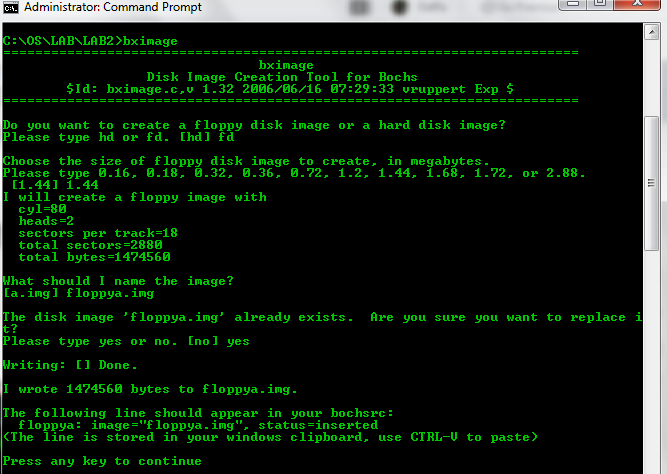 Administrator: Command Prompt
C:\OS\LAB\LAB2>bximage
========================================================================
bximage
Disk Image Creation Tool for Bochs
$Id: bximage.c,v 1.32 2006/06/16 07:29:33 vruppert Exp $
========================================================================
Do you want to create a floppy disk image or a hard disk image?
Please type hd or fd. [hd] fd
Choose the size of floppy disk image to create, in megabytes.
Please type 0.16, 0.18, 0.32, 0.36, 0.72, 1.2, 1.44, 1.68, 1.72, or 2.88.
[1.44] 1.44
I will create a floppy image with
cyl=80
heads=2
sectors per track=18
total sectors=2880
total bytes=1474560
What should I name the image?
[a.img] floppya.img
The disk image 'floppya.img' already exists.  Are you sure you want to replace i
t?
Please type yes or no. [no] yes
Writing: [] Done.
I wrote 1474560 bytes to floppya.img.
The following line should appear in your bochsrc:
floppya: image="floppya.img", status=inserted
(The line is stored in your windows clipboard, use CTRL-V to paste)
Press any key to continue